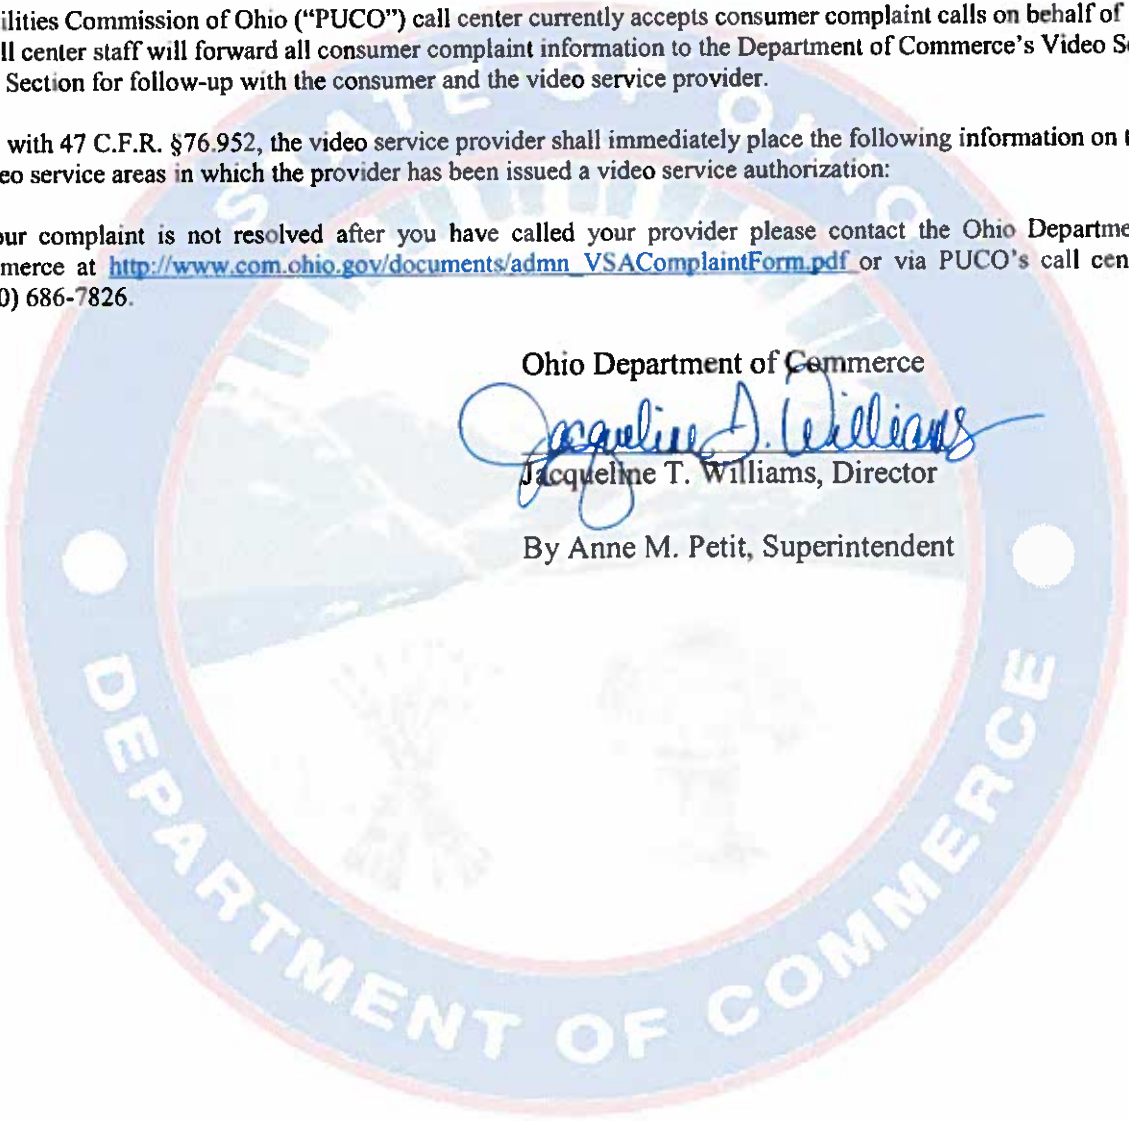 ilities Commission of Ohio (“PUCO”) call center currently accepts consumer complaint calls on behalf of
ll center staff will forward all consumer complaint information to the Department of Commerce’s Video S
Section for follow-up with the consumer and the video service provider.
with 47 C.F.R. §76.952, the video service provider shall immediately place the following information on t
eo service areas in which the provider has been issued a video service authorization:
our complaint is not resolved after you have called your provider please contact the Ohio Departme
merce at http://www.com.ohio.gov/documents/admn_VSAComplaintForm.pdf or via PUCO’s call cen
0) 686-7826.
Ohio Department of Commerce
Jacqueline T. Williams
Jacqueline T. Williams, Director
By Anne M. Petit, Superintendent
STATE OF OHIO
DEPARTMENT OF COMMERCE